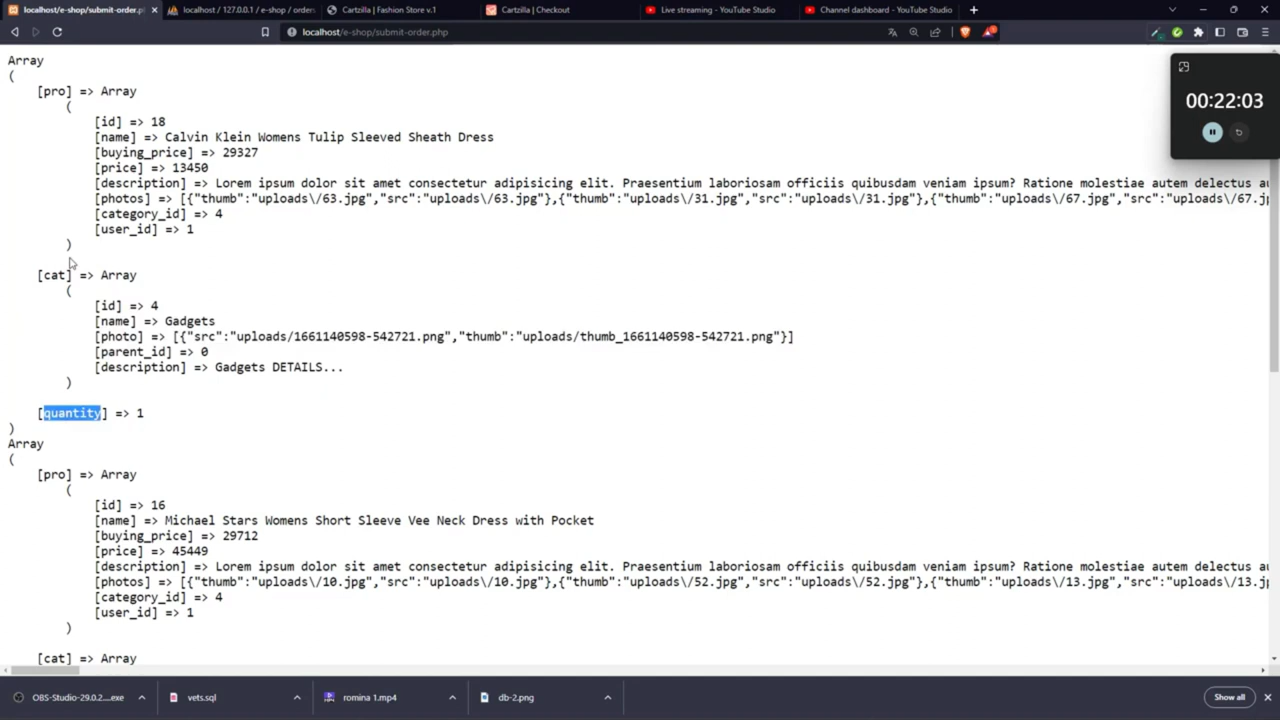 localhost/e-shop/submit-order.p
localhost / 127.0.0.1 / e-shop / order
Cartzilla | Fashion Store v.1
Cartzilla | Checkout
Live streaming - YouTube Studio
Channel dashboard - YouTube Studio
localhost/e-shop/submit-order.php
00:22:03
Array
(
[pro] => Array
(
[id] => 18
[name] => Calvin Klein Womens Tulip Sleeved Sheath Dress
[buying_price] => 29327
[price] => 13450
[description] => Lorem ipsum dolor sit amet consectetur adipisicing elit. Praesentium laboriosam officiis quibusdam veniam ipsum? Ratione molestiae autem delectus au
[photos] => [{"thumb":"uploads\/63.jpg","src":"uploads\/63.jpg"},{"thumb":"uploads\/31.jpg","src":"uploads\/31.jpg"},{"thumb":"uploads\/67.jpg","src":"uploads\/67.jp
[category_id] => 4
[user_id] => 1
)
[cat] => Array
(
[id] => 4
[name] => Gadgets
[photo] => [{"src":"uploads/1661140598-542721.png","thumb":"uploads/thumb_1661140598-542721.png"}]
[parent_id] => 0
[description] => Gadgets DETAILS...
)
[quantity] => 1
)
Array
(
[pro] => Array
(
[id] => 16
[name] => Michael Stars Womens Short Sleeve Vee Neck Dress with Pocket
[buying_price] => 29712
[price] => 45449
[description] => Lorem ipsum dolor sit amet consectetur adipisicing elit. Praesentium laboriosam officiis quibusdam veniam ipsum? Ratione molestiae autem delectus au
[photos] => [{"thumb":"uploads\/10.jpg","src":"uploads\/10.jpg"},{"thumb":"uploads\/52.jpg","src":"uploads\/52.jpg"},{"thumb":"uploads\/13.jpg","src":"uploads\/13.jp
[category_id] => 4
[user_id] => 1
)
[cat] => Array
OBS-Studio-29.0.2....exe
vets.sql
romina 1.mp4
db-2.png
Show all